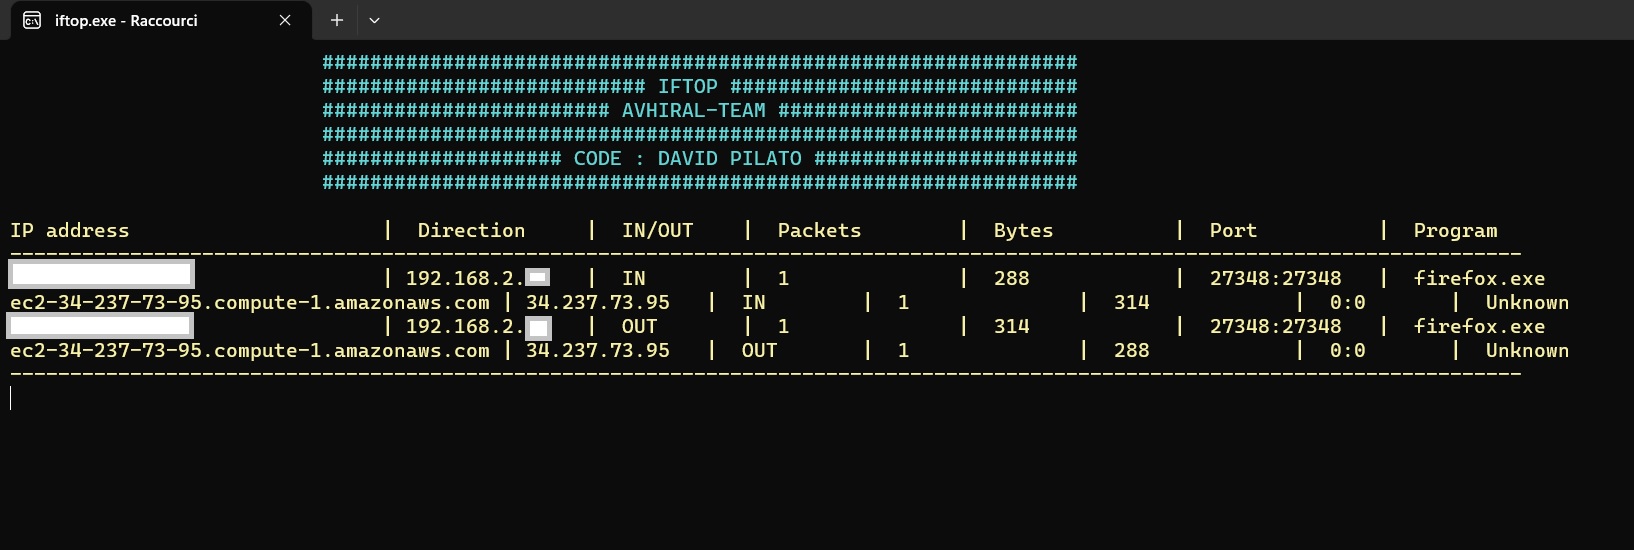 iftop.exe - Raccourci
###############################################################
########################### IFTOP #############################
######################## AVHIRAL-TEAM #########################
###############################################################
#################### CODE : DAVID PILATO ######################
###############################################################
IP address | Direction | IN/OUT | Packets | Bytes | Port | Program
------------------------------------------------------------------------------------------------------------------------------
| 192.168.2. | IN | 1 | 288 | 27348:27348 | firefox.exe
ec2-34-237-73-95.compute-1.amazonaws.com | 34.237.73.95 | IN | 1 | 314 | 0:0 | Unknown
| 192.168.2. | OUT | 1 | 314 | 27348:27348 | firefox.exe
ec2-34-237-73-95.compute-1.amazonaws.com | 34.237.73.95 | OUT | 1 | 288 | 0:0 | Unknown
------------------------------------------------------------------------------------------------------------------------------